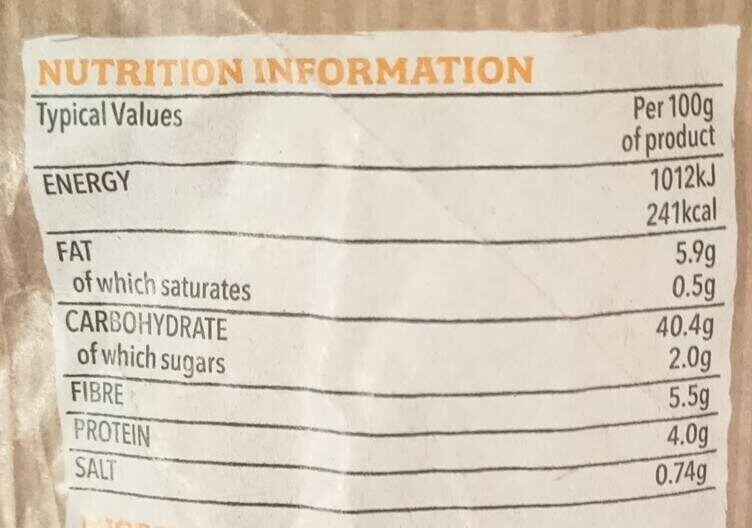 NUTRITION INFORMATION
Typical Values Per 100g
of product
ENERGY 1012kJ
241kcal
FAT 5.9g
of which saturates 0.5g
CARBOHYDRATE 40.4g
of which sugars 2.0g
FIBRE 5.5g
PROTEIN 4.0g
SALT 0.74g